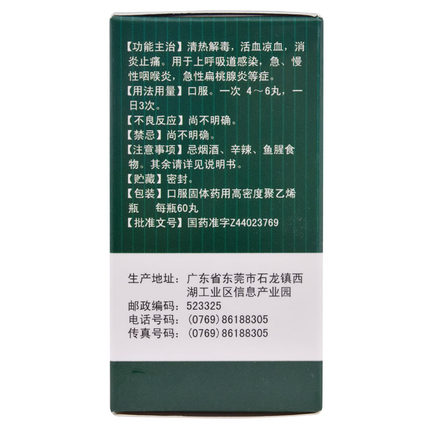 【功能主治】清热解毒，活血凉血，消
炎止痛。用于上呼吸道感染，急、慢
性咽喉炎，急性扁桃腺炎等症。
【用法用量】口服。一次 4～6丸，一
日3次。
【不良反应】尚不明确。
【禁忌】尚不明确。
【注意事项】忌烟酒、辛辣、鱼腥食
物。其余请详见说明书。
【贮藏】密封。
【包装】口服固体药用高密度聚乙烯
瓶 每瓶60丸
【批准文号】国药准字Z44023769
生产地址：广东省东莞市石龙镇西
湖工业区信息产业园
邮政编码：523325
电话号码：(0769)86188305
传真号码：(0769)86188305